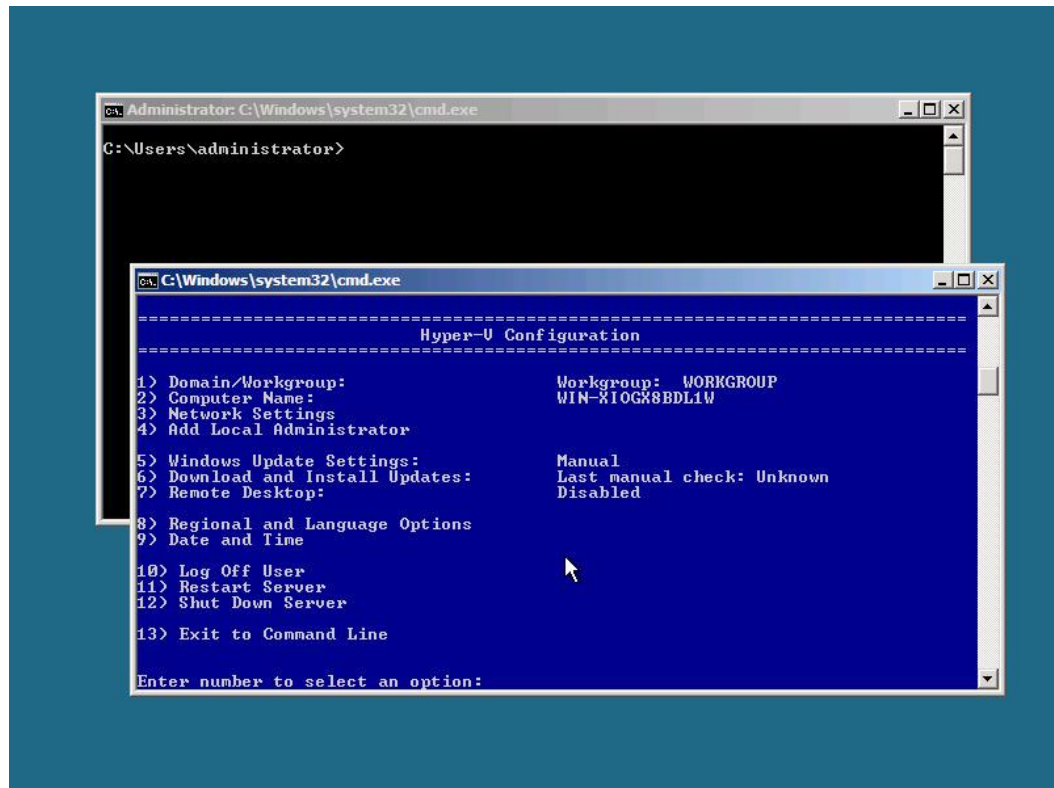 Administrator: C:\Windows\system32\cmd.exe
C:\Users\administrator>
C:\Windows\system32\cmd.exe
===============================================================================
Hyper-V Configuration
===============================================================================
1) Domain/Workgroup: Workgroup: WORKGROUP
2) Computer Name: WIN-XIOGX8BDL1W
3) Network Settings
4) Add Local Administrator
5) Windows Update Settings: Manual
6) Download and Install Updates: Last manual check: Unknown
7) Remote Desktop: Disabled
8) Regional and Language Options
9) Date and Time
10) Log Off User
11) Restart Server
12) Shut Down Server
13) Exit to Command Line
Enter number to select an option: